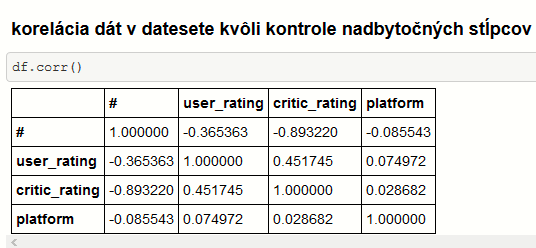 korelácia dát v datesete kvôli kontrole nadbytočných stĺpcov
df.corr()
# user_rating critic_rating platform
# 1.000000 -0.365363 -0.893220 -0.085543
user_rating -0.365363 1.000000 0.451745 0.074972
critic_rating -0.893220 0.451745 1.000000 0.028682
platform -0.085543 0.074972 0.028682 1.000000